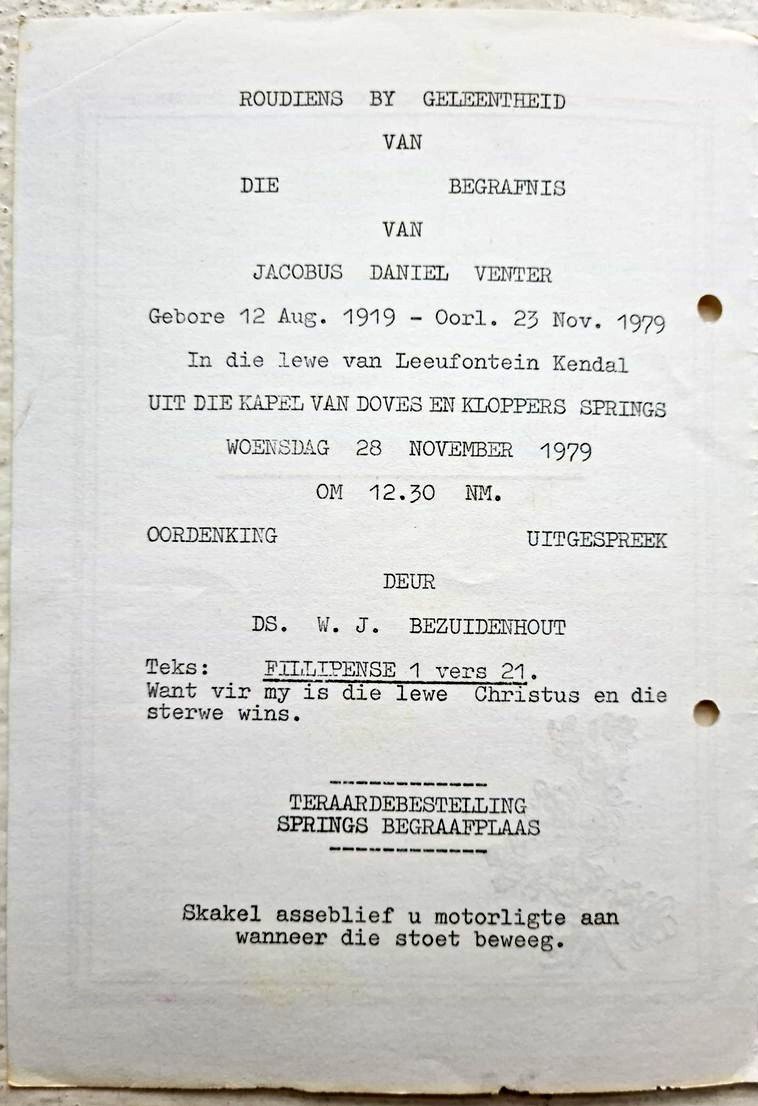 ROUDIENS BY GELEENTHEID
VAN
DIE BEGRAFNIS
VAN
JACOBUS DANIEL VENTER
Gebore 12 Aug. 1919 - Oorl. 23 Nov. 1979
In die lewe van Leeufontein Kendal
UIT DIE KAPEL VAN DOVES EN KLOPPERS SPRINGS
WOENSDAG 28 NOVEMBER 1979
OM 12.30 NM.
OORDENKING UITGESPREEK
DEUR
DS. W. J. BEZUIDENHOUT
Teks: FILLIPENSE 1 vers 21.
Want vir my is die lewe Christus en die
sterwe wins.
------------
TERAARDEBESTELLING
SPRINGS BEGRAAFPLAAS
------------
Skakel asseblief u motorligte aan
wanneer die stoet beweeg.